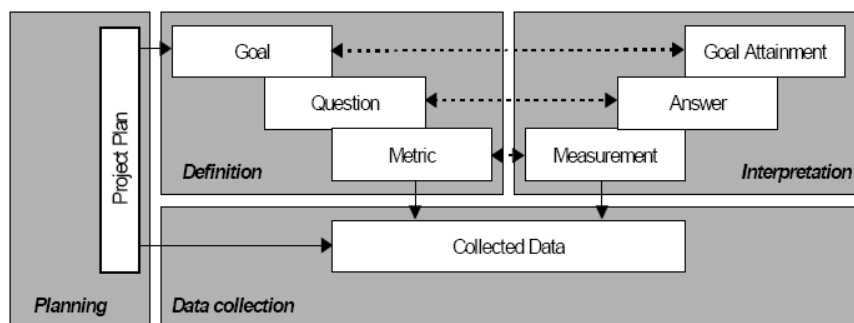 Project Plan
Goal
Goal Attainment
Question
Answer
Metric
Measurement
Definition
Interpretation
Collected Data
Planning
Data collection